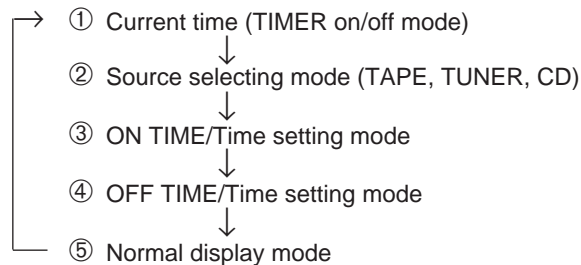 ① Current time (TIMER on/off mode)
② Source selecting mode (TAPE, TUNER, CD)
③ ON TIME/Time setting mode
④ OFF TIME/Time setting mode
⑤ Normal display mode